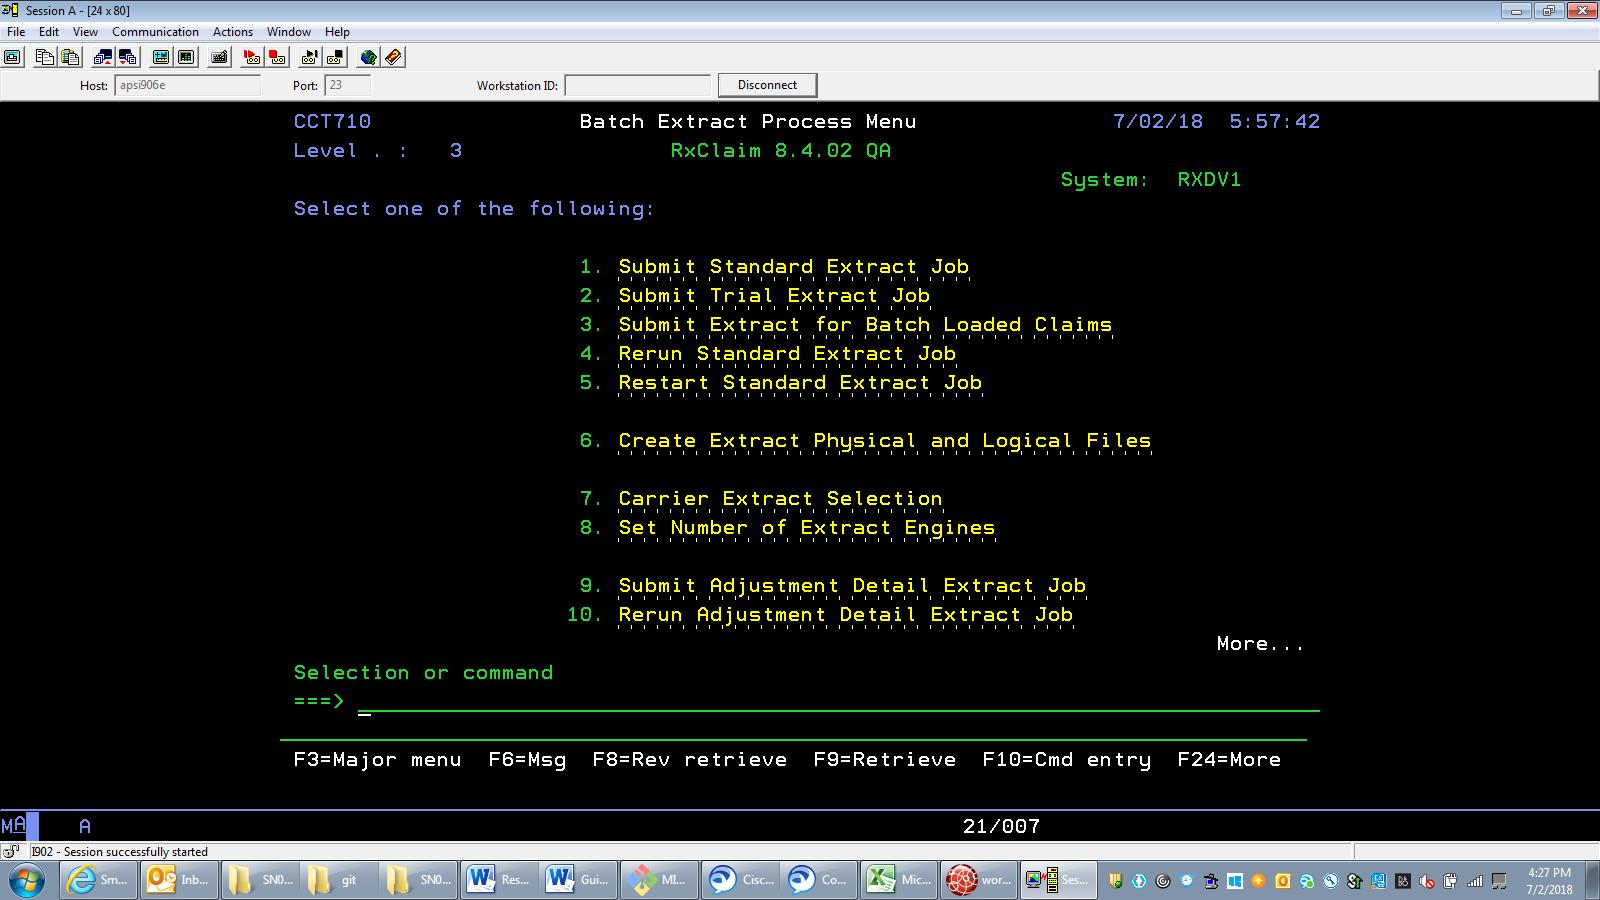 Session A - [24 x 80]
File Edit View Communication Actions Window Help
Host: apsi906e Port: 23 Workstation ID: Disconnect
CCT710 Batch Extract Process Menu 7/02/18 5:57:42
Level . : 3 RxClaim 8.4.02 QA
System: RXDV1
Select one of the following:
1. Submit Standard Extract Job
2. Submit Trial Extract Job
3. Submit Extract for Batch Loaded Claims
4. Rerun Standard Extract Job
5. Restart Standard Extract Job
6. Create Extract Physical and Logical Files
7. Carrier Extract Selection
8. Set Number of Extract Engines
9. Submit Adjustment Detail Extract Job
10. Rerun Adjustment Detail Extract Job
More...
Selection or command
===>
F3=Major menu F6=Msg F8=Rev retrieve F9=Retrieve F10=Cmd entry F24=More
MA A 21/007
I902 - Session successfully started
Sm... Inb... SN0... git SN0... Res... Gui... MI... Cisc... Co... Mic... wor... Ses... 4:27 PM
7/2/2018